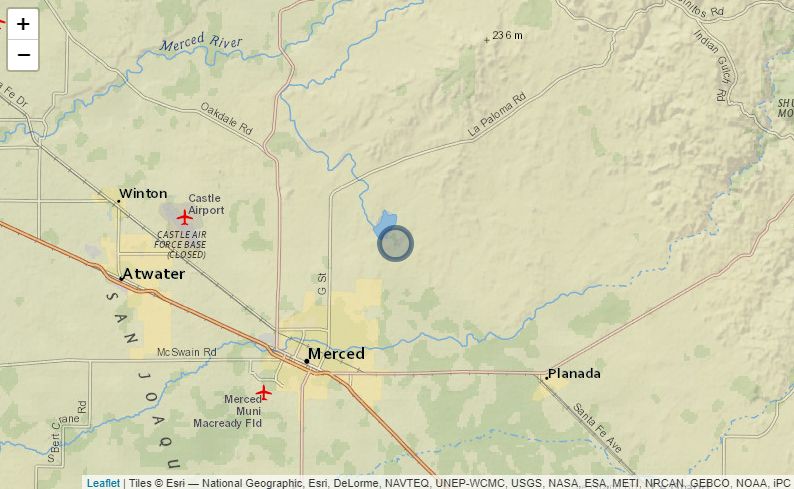 +
−
Merced River
236 m
Indian Gulch Rd
Rd
Fe Dr
Oakdale Rd
La Paloma Rd
Winton
Castle
Airport
CASTLE AIR
FORCE BASE
(CLOSED)
Atwater
G St
SAN JOAQU
McSwain Rd
Merced
Planada
Merced
Muni
Macready Fld
Bert Crane Rd
S
Santa Fe Ave
Leaflet | Tiles © Esri — National Geographic, Esri, DeLorme, NAVTEQ, UNEP-WCMC, USGS, NASA, ESA, METI, NRCAN, GEBCO, NOAA, iPC